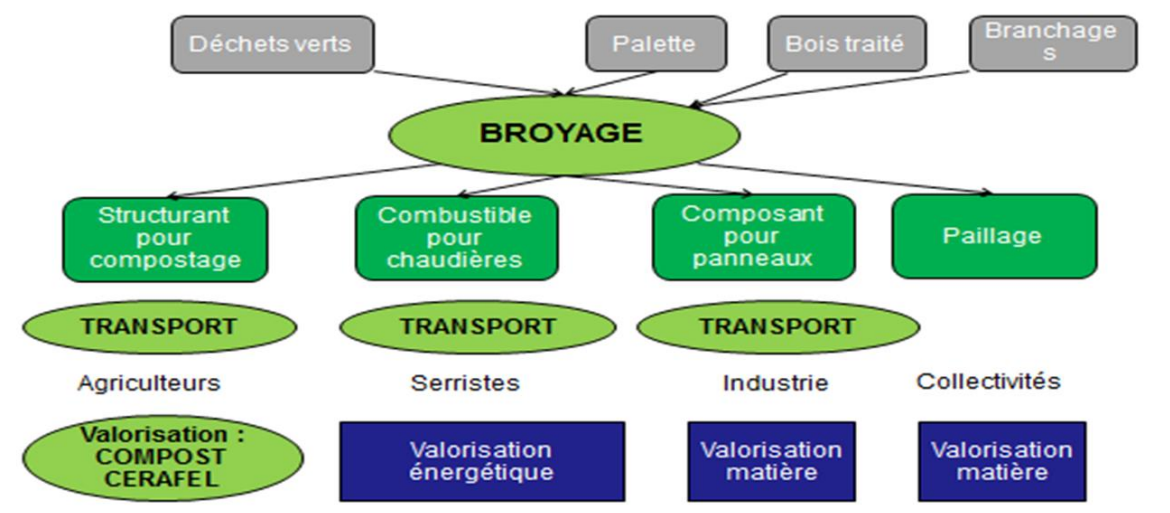 Déchets verts
Palette
Bois traité
Branchage
s
BROYAGE
Structurant
pour
compostage
Combustible
pour
chaudières
Composant
pour
panneaux
Paillage
TRANSPORT
TRANSPORT
TRANSPORT
Agriculteurs
Serristes
Industrie
Collectivités
Valorisation :
COMPOST
CERAFEL
Valorisation
énergétique
Valorisation
matière
Valorisation
matière